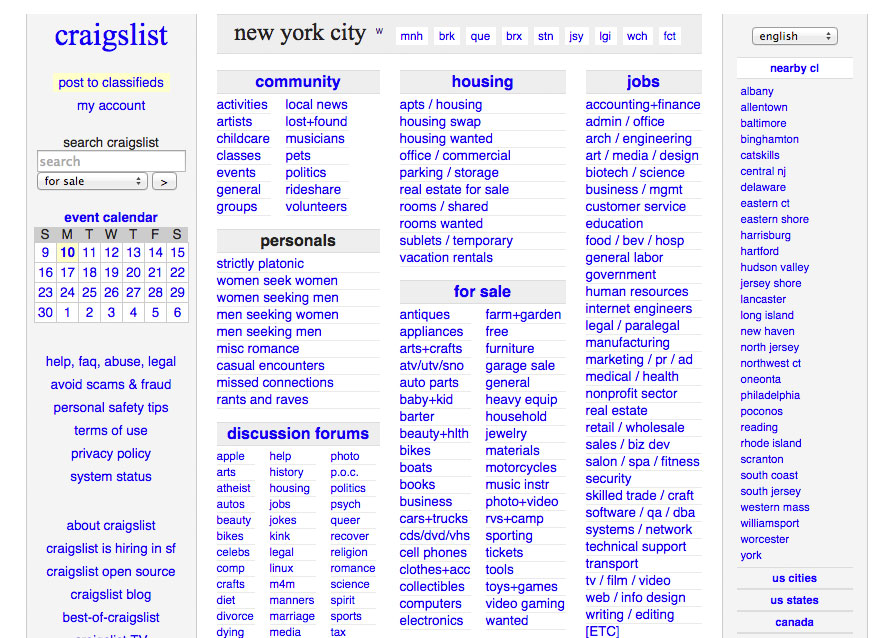 craigslist
post to classifieds
my account
search craigslist
search
for sale >
event calendar
S M T W T F S
9 10 11 12 13 14 15
16 17 18 19 20 21 22
23 24 25 26 27 28 29
30 1 2 3 4 5 6
help, faq, abuse, legal
avoid scams & fraud
personal safety tips
terms of use
privacy policy
system status
about craigslist
craigslist is hiring in sf
craigslist open source
craigslist blog
best-of-craigslist
craigslist TV
new york city w mnh brk que brx stn jsy lgi wch fct
community
activities local news
artists lost+found
childcare musicians
classes pets
events politics
general rideshare
groups volunteers
personals
strictly platonic
women seek women
women seeking men
men seeking women
men seeking men
misc romance
casual encounters
missed connections
rants and raves
discussion forums
apple help photo
arts history p.o.c.
atheist housing politics
autos jobs psych
beauty jokes queer
bikes kink recover
celebs legal religion
comp linux romance
crafts m4m science
diet manners spirit
divorce marriage sports
dying media tax
housing
apts / housing
housing swap
housing wanted
office / commercial
parking / storage
real estate for sale
rooms / shared
rooms wanted
sublets / temporary
vacation rentals
for sale
antiques farm+garden
appliances free
arts+crafts furniture
atv/utv/sno garage sale
auto parts general
baby+kid heavy equip
barter household
beauty+hlth jewelry
bikes materials
boats motorcycles
books music instr
business photo+video
cars+trucks rvs+camp
cds/dvd/vhs sporting
cell phones tickets
clothes+acc tools
collectibles toys+games
computers video gaming
electronics wanted
jobs
accounting+finance
admin / office
arch / engineering
art / media / design
biotech / science
business / mgmt
customer service
education
food / bev / hosp
general labor
government
human resources
internet engineers
legal / paralegal
manufacturing
marketing / pr / ad
medical / health
nonprofit sector
real estate
retail / wholesale
sales / biz dev
salon / spa / fitness
security
skilled trade / craft
software / qa / dba
systems / network
technical support
transport
tv / film / video
web / info design
writing / editing
[ETC]
english
nearby cl
albany
allentown
baltimore
binghamton
catskills
central nj
delaware
eastern ct
eastern shore
harrisburg
hartford
hudson valley
jersey shore
lancaster
long island
new haven
north jersey
northwest ct
oneonta
philadelphia
poconos
reading
rhode island
scranton
south coast
south jersey
western mass
williamsport
worcester
york
us cities
us states
canada